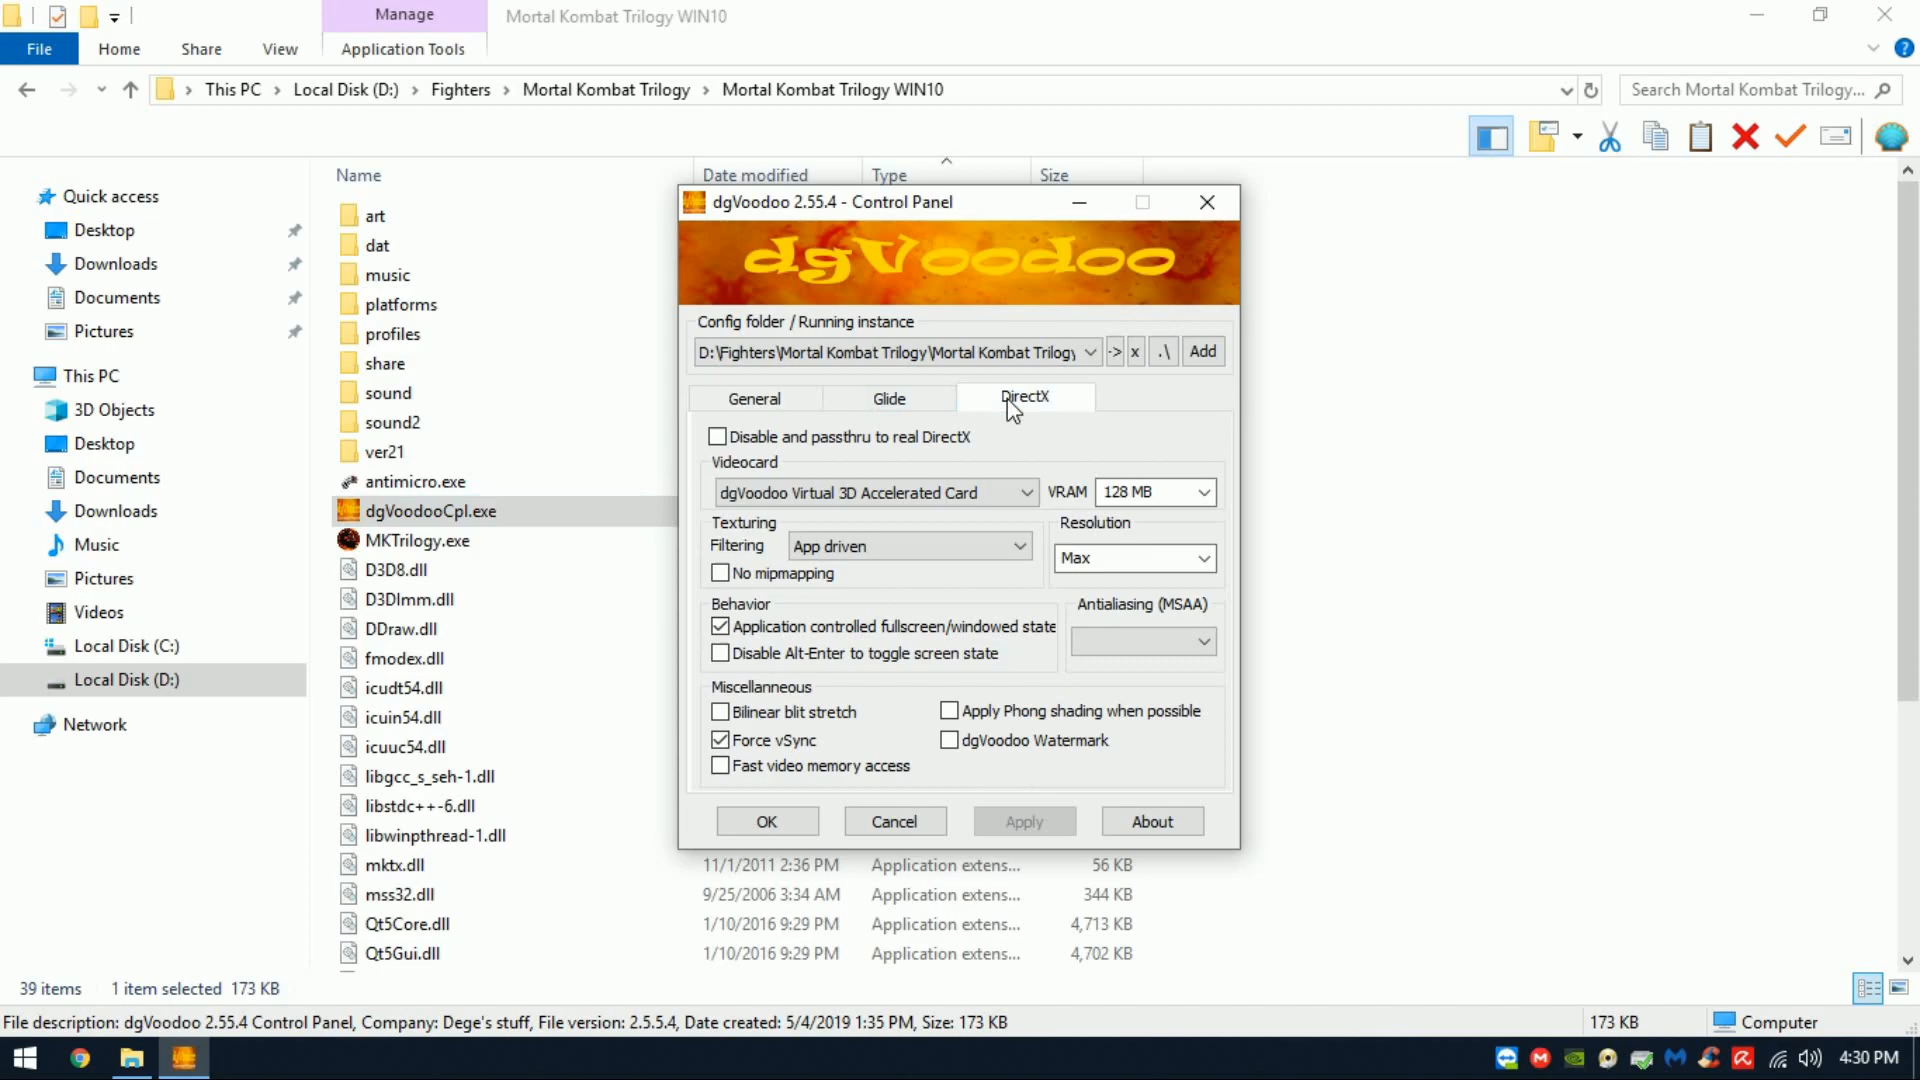 Manage
Mortal Kombat Trilogy WIN10
File
Home
Share
View
Application Tools
This PC
Local Disk (D:)
Fighters
Mortal Kombat Trilogy
Mortal Kombat Trilogy WIN10
Search Mortal Kombat Trilogy...
Quick access
Desktop
Downloads
Documents
Pictures
This PC
3D Objects
Desktop
Documents
Downloads
Music
Pictures
Videos
Local Disk (C:)
Local Disk (D:)
Network
Name
Date modified
Type
Size
art
dat
music
platforms
profiles
share
sound
sound2
ver21
antimicro.exe
dgVoodooCpl.exe
MKTrilogy.exe
D3D8.dll
D3DImm.dll
DDraw.dll
fmodex.dll
icudt54.dll
icuin54.dll
icuuc54.dll
libgcc_s_seh-1.dll
libstdc++-6.dll
libwinpthread-1.dll
mktx.dll 11/1/2011 2:36 PM Application extens... 56 KB
mss32.dll 9/25/2006 3:34 AM Application extens... 344 KB
Qt5Core.dll 1/10/2016 9:29 PM Application extens... 4,713 KB
Qt5Gui.dll 1/10/2016 9:29 PM Application extens... 4,702 KB
dgVoodoo 2.55.4 - Control Panel
dgVoodoo
Config folder / Running instance
D:\Fighters\Mortal Kombat Trilogy\Mortal Kombat Trilogy
->
x
.\
Add
General
Glide
DirectX
Disable and passthru to real DirectX
Videocard
dgVoodoo Virtual 3D Accelerated Card
VRAM
128 MB
Texturing
Filtering
App driven
No mipmapping
Resolution
Max
Behavior
Application controlled fullscreen/windowed state
Disable Alt-Enter to toggle screen state
Antialiasing (MSAA)
Miscellaneous
Bilinear blit stretch
Apply Phong shading when possible
Force vSync
dgVoodoo Watermark
Fast video memory access
OK
Cancel
Apply
About
39 items
1 item selected 173 KB
File description: dgVoodoo 2.55.4 Control Panel, Company: Dege's stuff, File version: 2.5.5.4, Date created: 5/4/2019 1:35 PM, Size: 173 KB
173 KB
Computer
4:30 PM